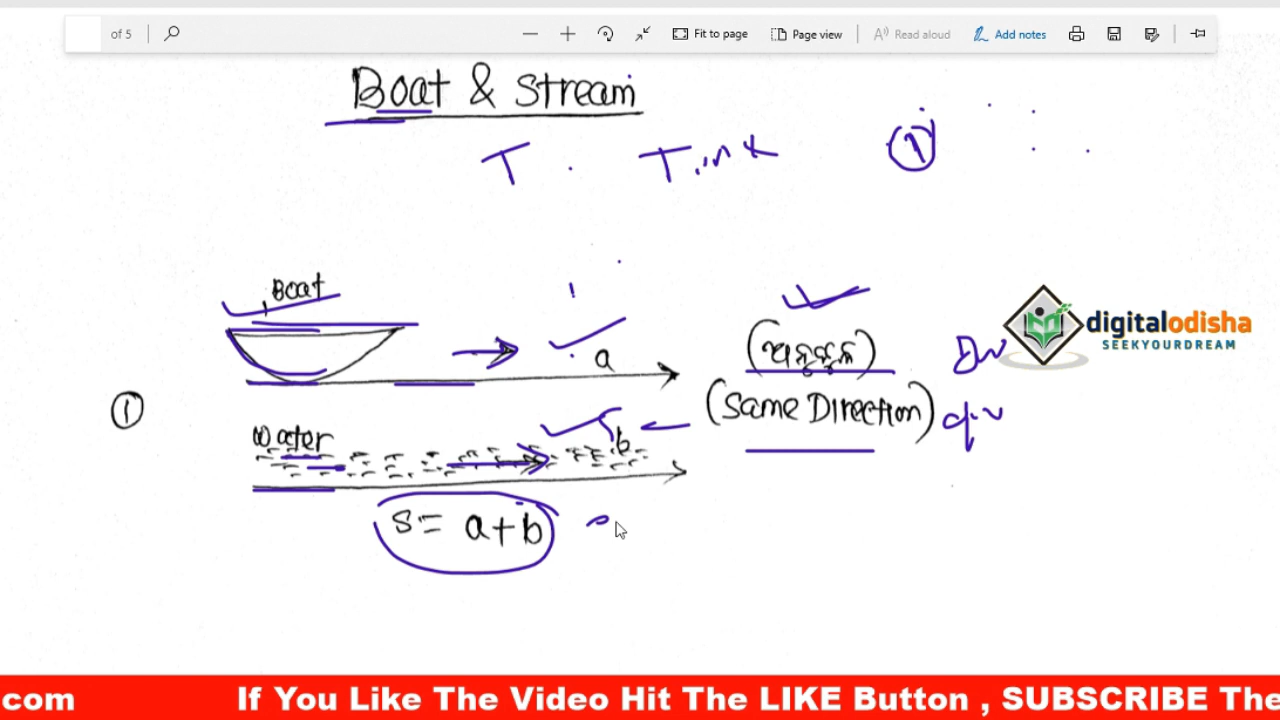 of 5
Fit to page
Page view
Read aloud
Add notes
Boat & Stream
T
T
Boat
a
(ଅନୁକୂଳ)
digitalodisha
SEEKYOURDREAM
①
(Same Direction)
Water
b
S = a+b
.com If You Like The Video Hit The LIKE Button , SUBSCRIBE The